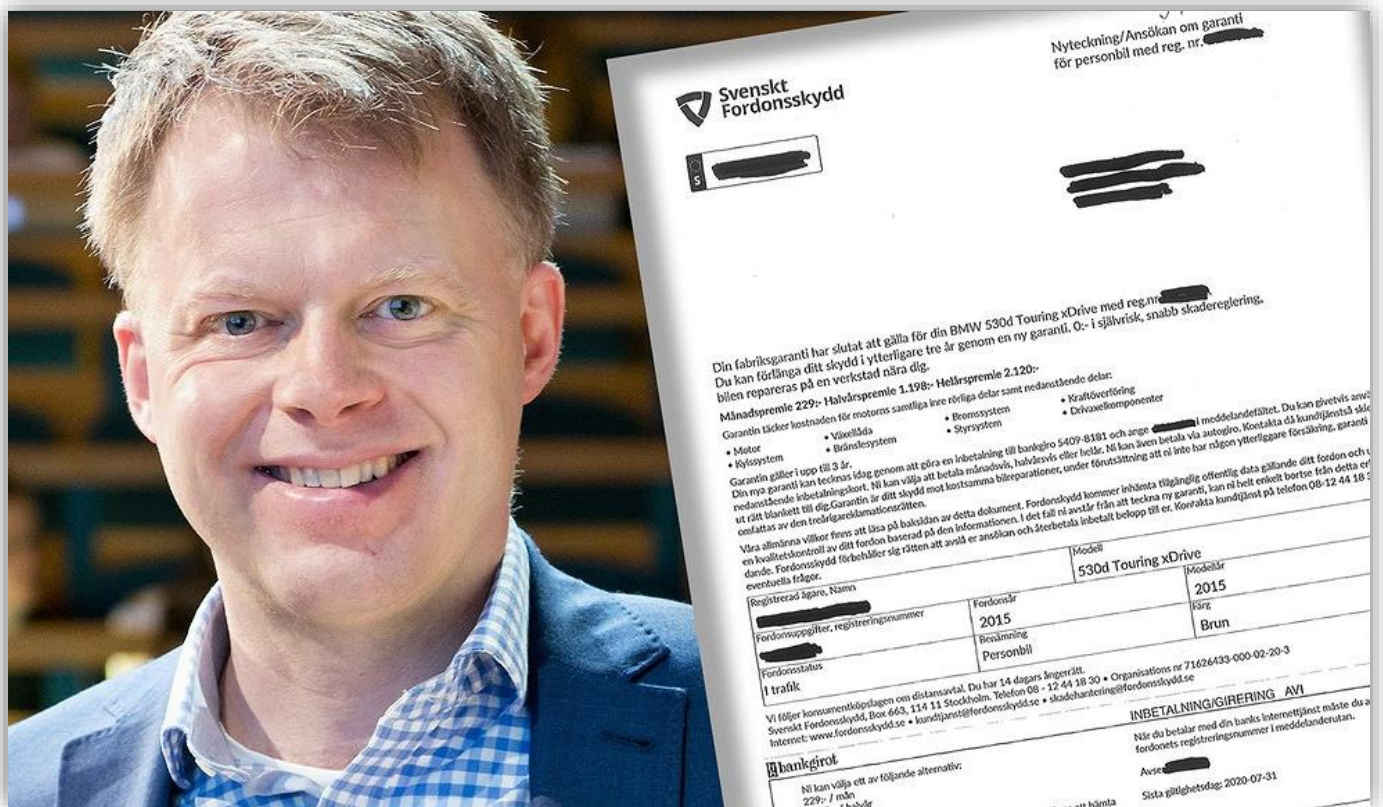 Nyteckning/Ansökan om garanti
för personbil med reg. nr.
Svenskt
Fordonsskydd
S
Din fabriksgaranti har slutat att gälla för din BMW 530d Touring xDrive med reg.nr
Du kan förlänga ditt skydd i ytterligare tre år genom en ny garanti. 0:- i självrisk, snabb skadereglering,
bilen repareras på en verkstad nära dig.
Månadspremie 229:- Halvårspremie 1.198:- Helårspremie 2.120:-
Garantin täcker kostnaden för motorns samtliga inre rörliga delar samt nedanstående delar:
• Motor • Växellåda • Bromssystem • Kraftöverföring
• Kylssystem • Bränslesystem • Styrsystem • Drivaxelkomponenter
Garantin gäller i upp till 3 år.
Din nya garanti kan tecknas idag genom att göra en inbetalning till bankgiro 5409-8181 och ange I meddelandefältet. Du kan givetvis anvä
nedanstående inbetalningskort. Ni kan välja att betala månadsvis, halvårsvis eller helår. Ni kan även betala via autogiro. Kontakta då kundtjänstså skic
ut rätt blankett till dig.Garantin är ditt skydd mot kostsamma bilreparationer, under förutsättning att ni inte har någon ytterliggare försäkring, garanti
omfattas av den treårigareklamationsrätten.
Våra allmänna villkor finns att läsa på baksidan av detta dokument. Fordonskydd kommer inhämta tillgänglig offentlig data gällande ditt fordon och u
en kvalitetskontroll av ditt fordon baserad på den informationen. I det fall ni avstår från att teckna ny garanti, kan ni helt enkelt bortse från detta er
dande. Fordonsskydd förbehåller sig rätten att avslå er ansökan och återbetala inbetalt belopp till er. Konrakta kundtjänst på telefon 08-12 44 18
eventuella frågor.
Registrerad ägare, Namn
Modell
530d Touring xDrive
Fordonsuppgifter, registreringsnummer
Fordonsår
2015
Modellår
2015
Fordonsstatus
I trafik
Benämning
Personbil
Färg
Brun
Vi följer konsumentköpslagen om distansavtal. Du har 14 dagars ångerrätt.
Svenskt Fordonsskydd, Box 663, 114 11 Stockholm. Telefon 08 - 12 44 18 30 • Organisations nr 71626433-000-02-20-3
Internet: www.fordonsskydd.se • kundtjanst@fordonsskydd.se • skadehantering@fordonsskydd.se
INBETALNING/GIRERING AVI
bankgirot
När du betalar med din banks internettjänst måste du a
fordonets registreringsnummer i meddelanderutan.
Ni kan välja ett av följande alternativ:
229:- / mån
Avser
Sista giltighetsdag: 2020-07-31
att hämta